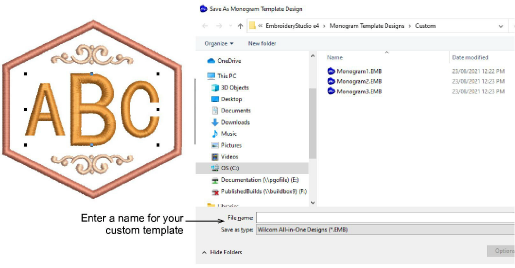 Save As Monogram Template Design
EmbroideryStudio e4 > Monogram Template Designs > Custom
Organize
New folder
OneDrive
This PC
3D Objects
Desktop
Documents
Downloads
Music
Pictures
Videos
OS (C:)
Documentation (\\pgofile) (E:)
PublishedBuilds (\\buildbox8) (F:)
Libraries
Name
Date modified
Monogram1.EMB
23/08/2021 12:22 PM
Monogram2.EMB
23/08/2021 12:23 PM
Monogram3.EMB
23/08/2021 12:23 PM
ABC
Enter a name for your
custom template
File name:
Save as type: Wilcom All-in-One Designs (*.EMB)
Hide Folders
Options